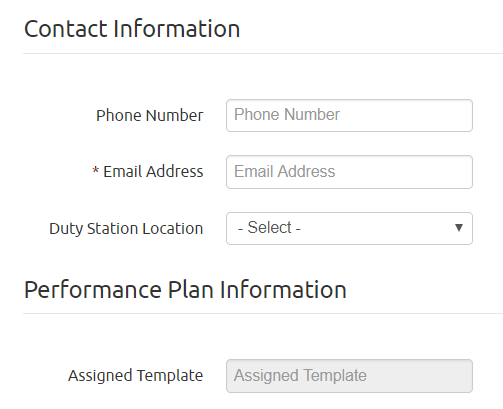 Contact Information
Phone Number Phone Number
* Email Address Email Address
Duty Station Location - Select -
Performance Plan Information
Assigned Template Assigned Template